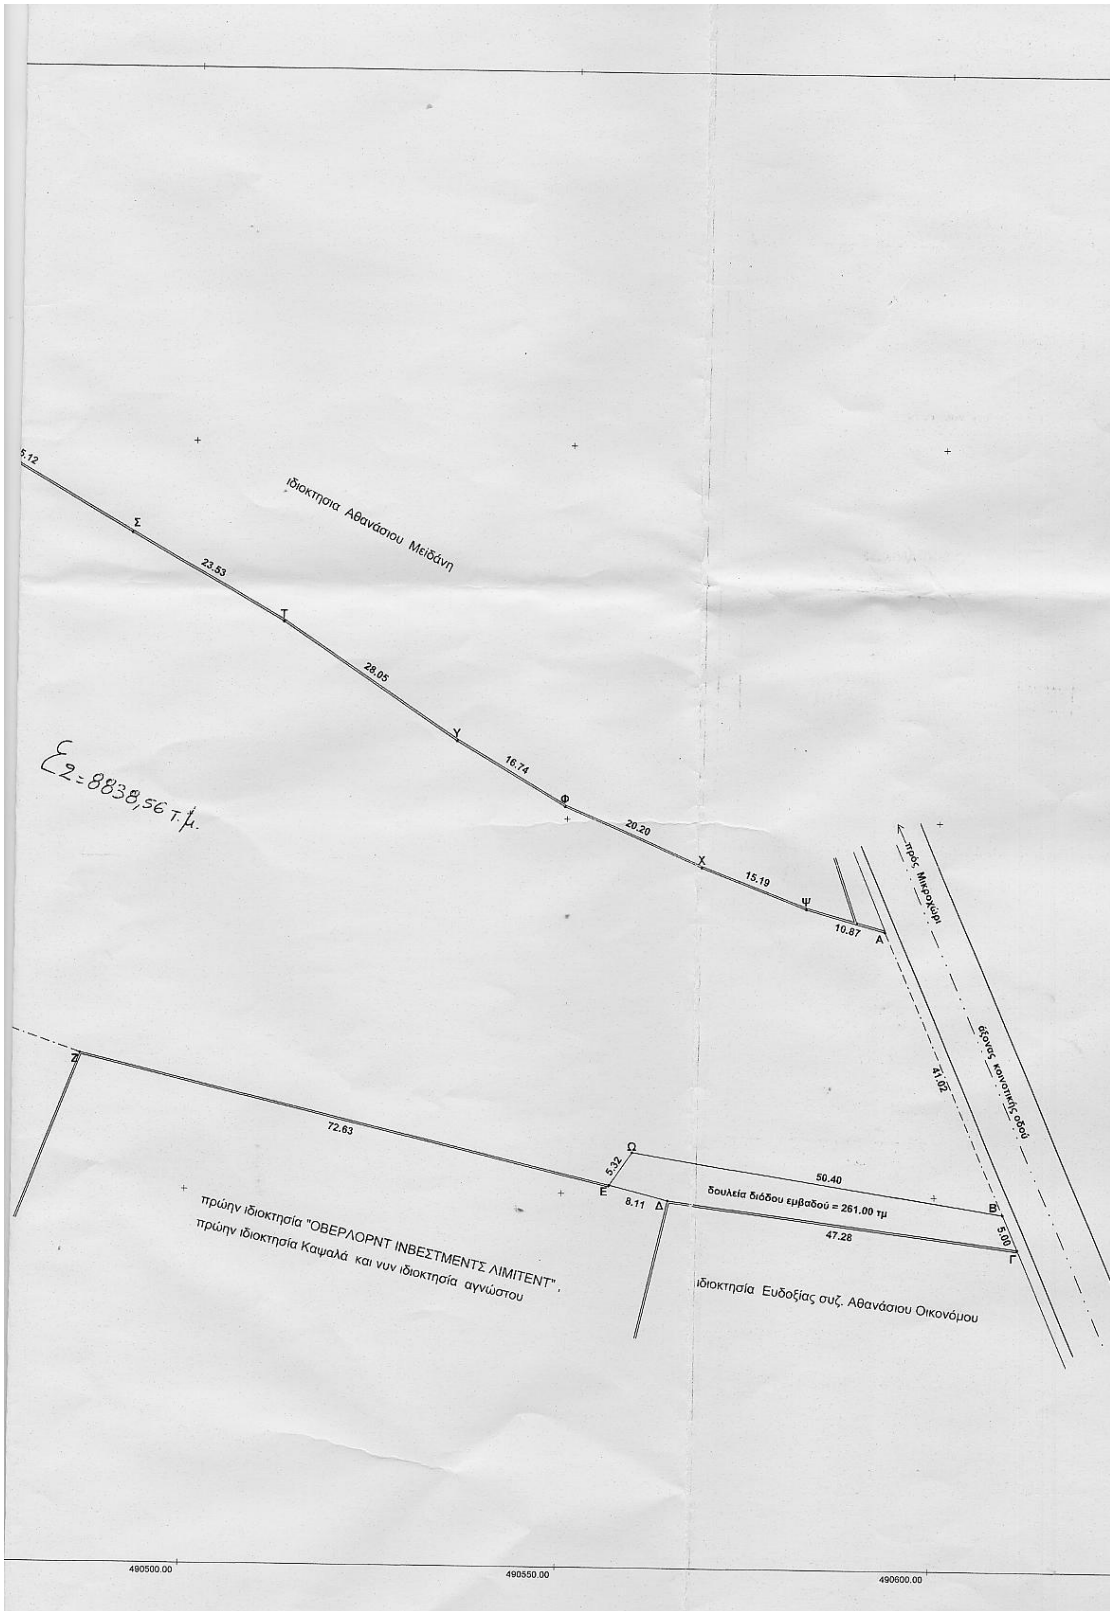 5.12
Σ
23.53
ιδιοκτησια Αθανάσιου Μειδάνη
Τ
28.05
Υ
16.74
Φ
20.20
Χ
15.19
Ψ
10.87
Α
ε2=8838,56 τ.μ.
πρός Μικροχώρι
άξονας κοινοτικής οδού
41.02
Ζ
72.63
Ω
5.32
Ε
50.40
8.11
Δ
δουλεία διόδου εμβαδού = 261.00 τμ
Β
5.00
47.28
Γ
πρώην ιδιοκτησία "ΟΒΕΡΛΟΡΝΤ ΙΝΒΕΣΤΜΕΝΤΣ ΛΙΜΙΤΕΝΤ",
πρώην ιδιοκτησία Καψαλά και νυν ιδιοκτησία αγνώστου
ιδιοκτησία Ευδοξίας συζ. Αθανάσιου Οικονόμου
490500.00
490550.00
490600.00